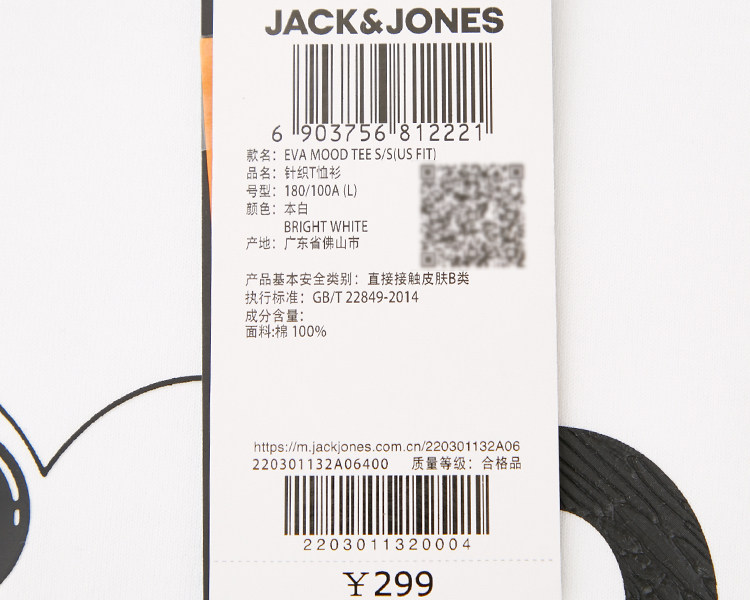 JACK&JONES
6 903756 812221
款名: EVA MOOD TEE S/S(US FIT)
品名: 针织T恤衫
号型: 180/100A (L)
颜色: 本白
BRIGHT WHITE
产地: 广东省佛山市
产品基本安全类别: 直接接触皮肤B类
执行标准: GB/T 22849-2014
成分含量:
面料:棉 100%
https://m.jackjones.com.cn/220301132A06
220301132A06400 质量等级: 合格品
2203011320004
￥299